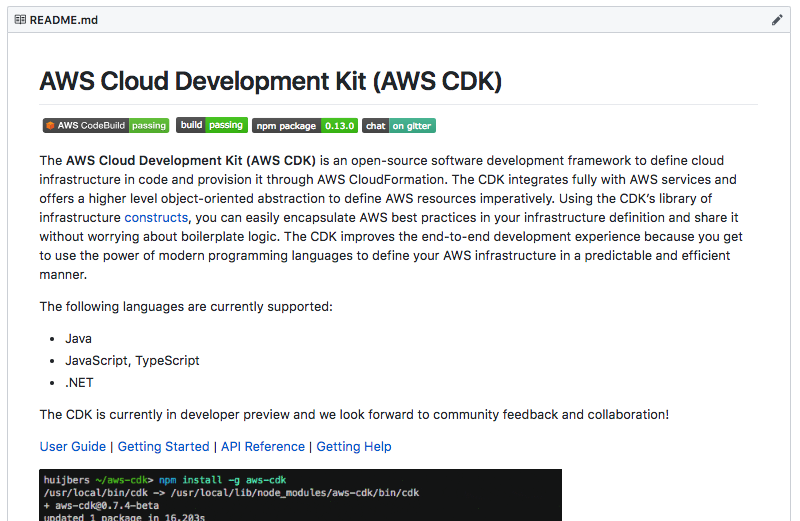 README.md
AWS Cloud Development Kit (AWS CDK)
AWS CodeBuild passing build passing npm package 0.13.0 chat on gitter
The AWS Cloud Development Kit (AWS CDK) is an open-source software development framework to define cloud
infrastructure in code and provision it through AWS CloudFormation. The CDK integrates fully with AWS services and
offers a higher level object-oriented abstraction to define AWS resources imperatively. Using the CDK’s library of
infrastructure constructs, you can easily encapsulate AWS best practices in your infrastructure definition and share it
without worrying about boilerplate logic. The CDK improves the end-to-end development experience because you get
to use the power of modern programming languages to define your AWS infrastructure in a predictable and efficient
manner.
The following languages are currently supported:
• Java
• JavaScript, TypeScript
• .NET
The CDK is currently in developer preview and we look forward to community feedback and collaboration!
User Guide | Getting Started | API Reference | Getting Help
huijbers ~/aws-cdk> npm install -g aws-cdk
/usr/local/bin/cdk -> /usr/local/lib/node_modules/aws-cdk/bin/cdk
+ aws-cdk@0.7.4-beta
updated 1 package in 16.203s